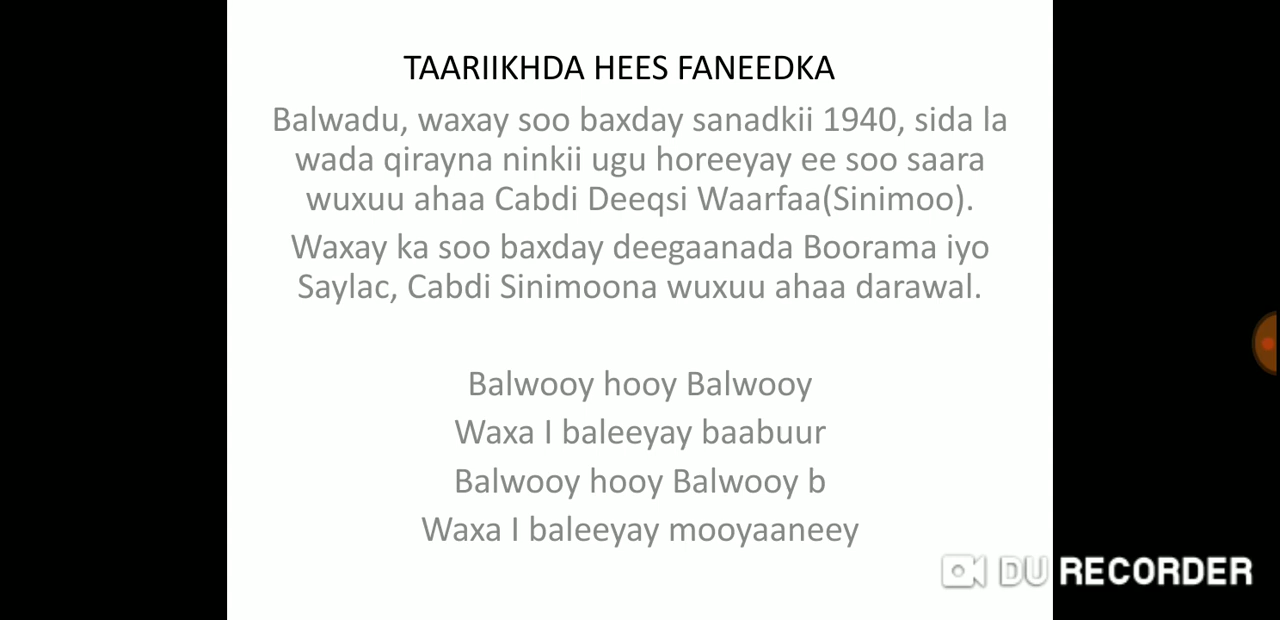 TAARIIKHDA HEES FANEEDKA
Balwadu, waxay soo baxday sanadkii 1940, sida la
wada qirayna ninkii ugu horeeyay ee soo saara
wuxuu ahaa Cabdi Deeqsi Waarfaa(Sinimoo).
Waxay ka soo baxday deegaanada Boorama iyo
Saylac, Cabdi Sinimoona wuxuu ahaa darawal.
Balwooy hooy Balwooy
Waxa I baleeyay baabuur
Balwooy hooy Balwooy b
Waxa I baleeyay mooyaaneey
DU RECORDER